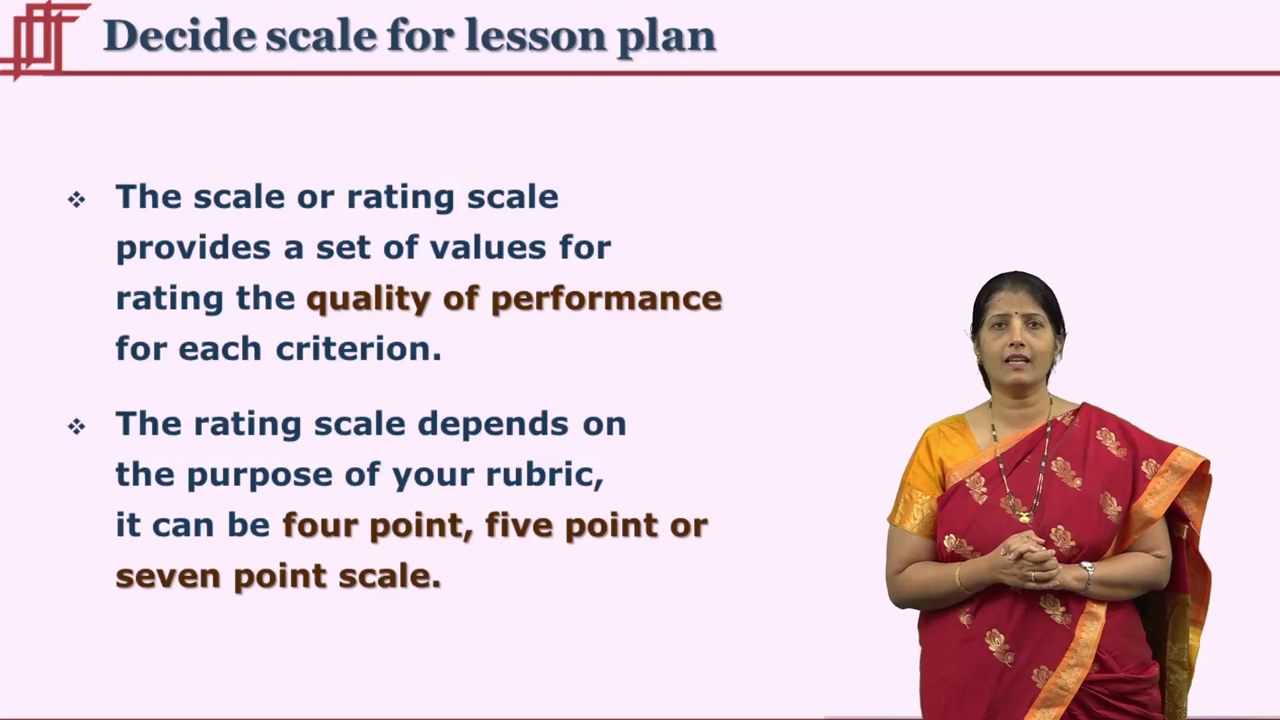 Decide scale for lesson plan
The scale or rating scale
provides a set of values for
rating the quality of performance
for each criterion.
The rating scale depends on
the purpose of your rubric,
it can be four point, five point or
seven point scale.